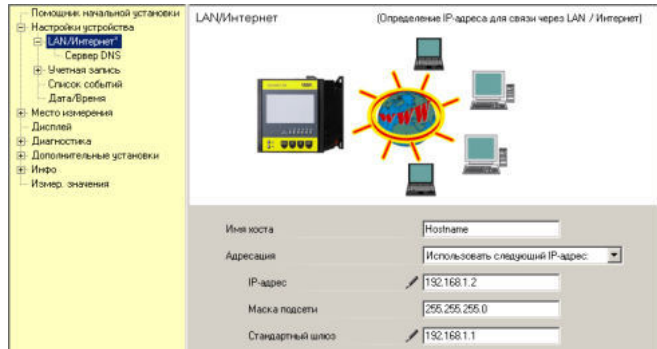 Помощник начальной установки
Настройки устройства
LAN/Интернет*
Сервер DNS
Учетная запись
Список событий
Дата/Время
Место измерения
Дисплей
Диагностика
Дополнительные установки
Инфо
Измер. значения
LAN/Интернет
(Определение IP-адреса для связи через LAN / Интернет)
WWW
Имя хоста
Hostname
Адресация
Использовать следующий IP-адрес:
IP-адрес
192.168.1.2
Маска подсети
255.255.255.0
Стандартный шлюз
192.168.1.1